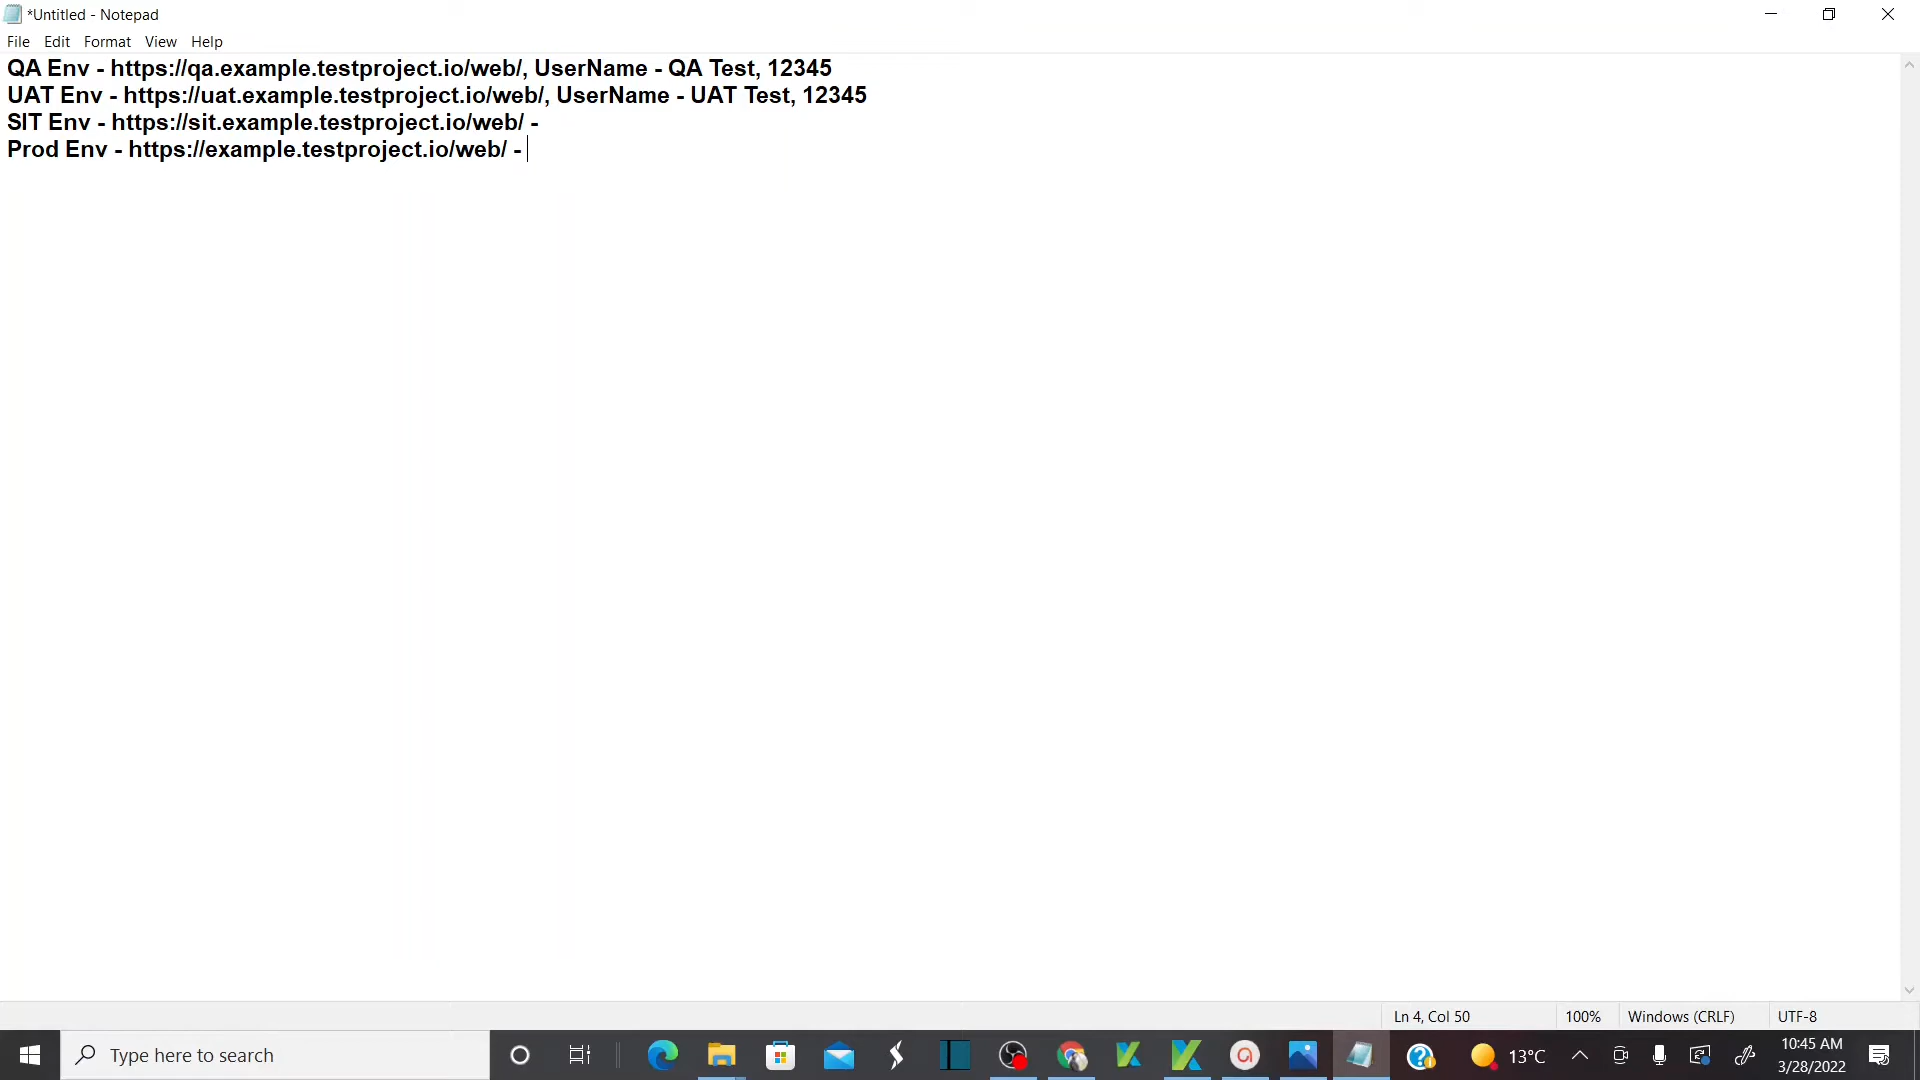 *Untitled - Notepad
File Edit Format View Help
QA Env - https://qa.example.testproject.io/web/, UserName - QA Test, 12345
UAT Env - https://uat.example.testproject.io/web/, UserName - UAT Test, 12345
SIT Env - https://sit.example.testproject.io/web/ -
Prod Env - https://example.testproject.io/web/ -
Ln 4, Col 50 100% Windows (CRLF) UTF-8
Type here to search 13°C 10:45 AM
3/28/2022